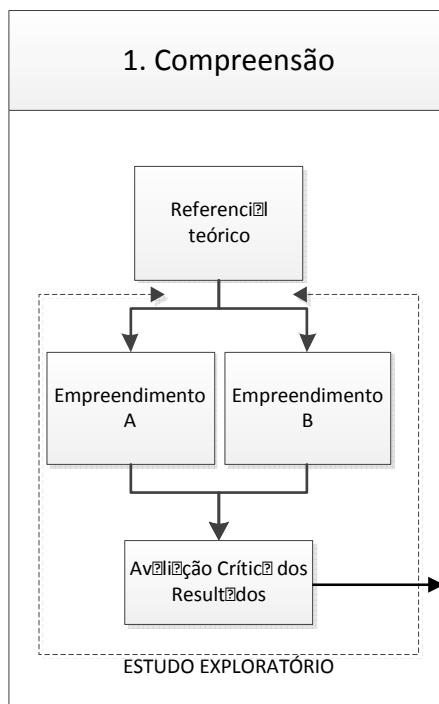 1. Compreensão
Referenci�l
teórico
Empreendimento
A
Empreendimento
B
Av�li�ção Crític� dos
Result�dos
ESTUDO EXPLORATÓRIO